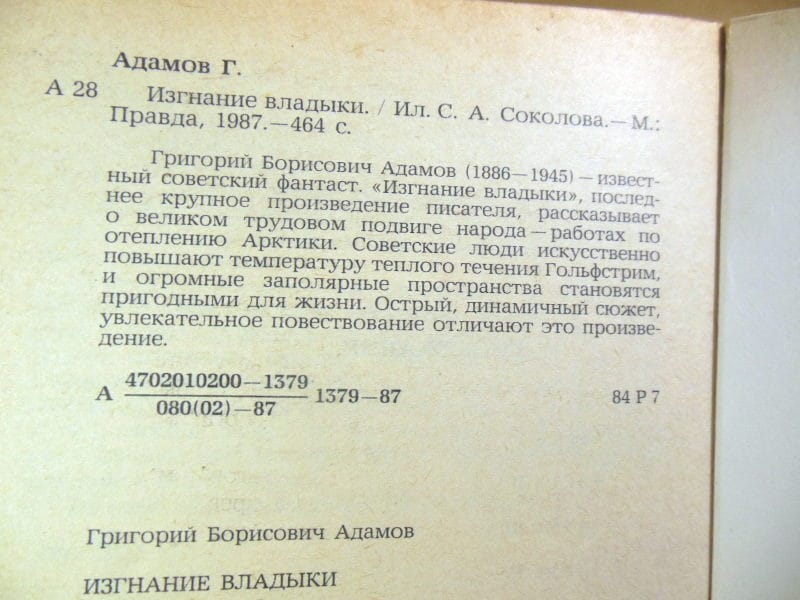 Адамов Г.
А 28
Изгнание владыки. / Ил. С. А. Соколова.—М.:
Правда, 1987.—464 с.
Григорий Борисович Адамов (1886—1945) — извест-
ный советский фантаст. «Изгнание владыки», послед-
нее крупное произведение писателя, рассказывает
о великом трудовом подвиге народа — работах по
отеплению Арктики. Советские люди искусственно
повышают температуру теплого течения Гольфстрим,
и огромные заполярные пространства становятся
пригодными для жизни. Острый, динамичный сюжет,
увлекательное повествование отличают это произве-
дение.
А 4702010200—1379
080(02)—87
1379—87
84 Р 7
Григорий Борисович Адамов
ИЗГНАНИЕ ВЛАДЫКИ